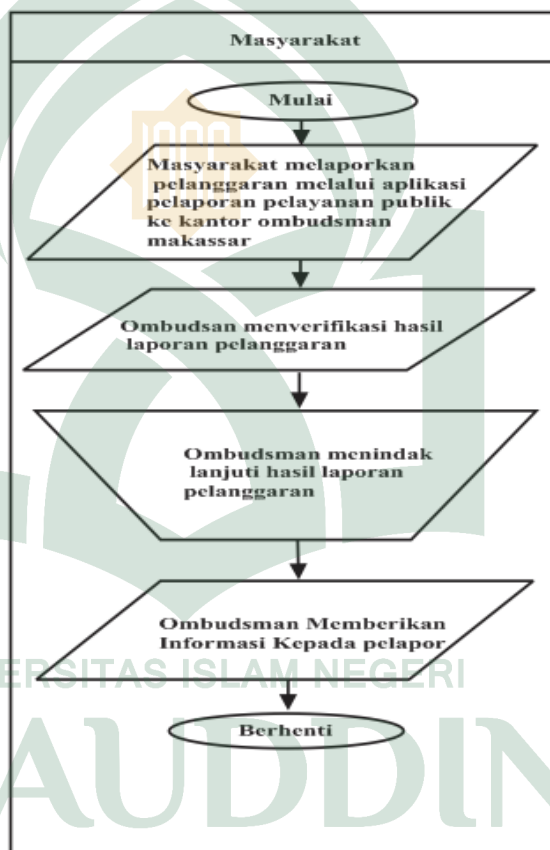 Masyarakat
Mulai
Masyarakat melaporkan
pelanggaran melalui aplikasi
pelaporan pelayanan publik
ke kantor ombudsman
makassar
Ombudsan menverifikasi hasil
laporan pelanggaran
Ombudsman menindak
lanjuti hasil laporan
pelanggaran
Ombudsman Memberikan
Informasi Kepada pelapor
ERSITAS ISLAM NEGERI
Berhenti
AUDDIN